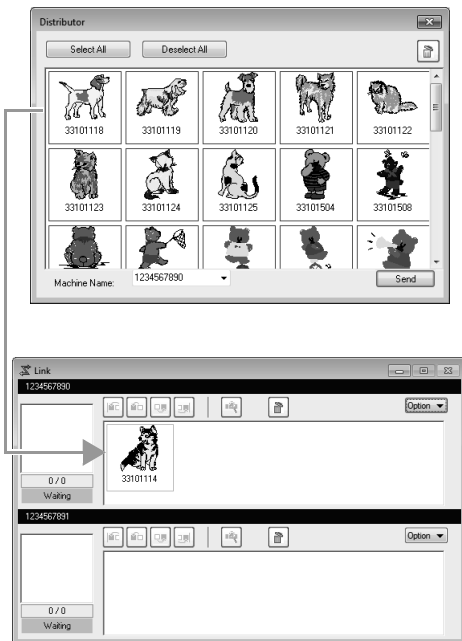 Distributor
Select All Deselect All
33101118 33101119 33101120 33101121 33101122
33101123 33101124 33101125 33101504 33101508
Machine Name: 1234567890 Send
Link
1234567890
Option
33101114
0 / 0
Waiting
1234567891
Option
0 / 0
Waiting